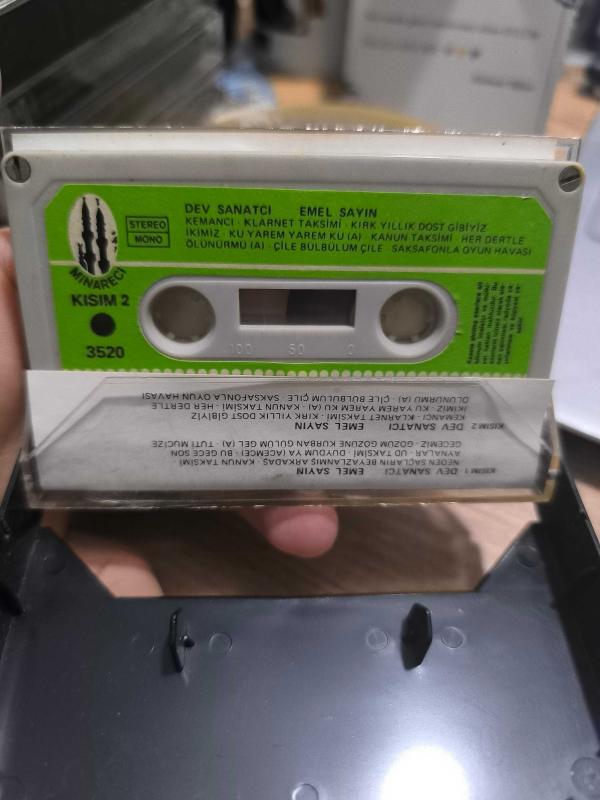 DEV SANATCI EMEL SAYIN
KEMANCI · KLARNET TAKSİMİ · KIRK YILLIK DOST GİBİYİZ
İKİMİZ · KU YAREM YAREM KU (A) · KANUN TAKSİMİ · HER DERTLE
ÖLÜNÜRMÜ (A) · ÇİLE BÜLBÜLÜM ÇİLE · SAKSAFONLA OYUN HAVASI
STEREO
MONO
MİNARECİ
KISIM 2
3520
100 50 0
KISIM 1 DEV SANATCI EMEL SAYIN
NEDEN SAÇLARIN BEYAZLANMIŞ ARKADAŞ · KANUN TAKSİMİ
AYNALAR · UD TAKSİMİ · DUYDUM YA (ACEMCE) · BU GECE SON
GECEMİZ · GÖZÜM GÖZÜNE KURBAN GÜLÜM GEL (A) · TUTİ MUCİZE
KISIM 2 DEV SANATCI EMEL SAYIN
KEMANCI · KLARNET TAKSİMİ · KIRK YILLIK DOST GİBİYİZ
İKİMİZ · KU YAREM YAREM KU (A) · KANUN TAKSİMİ · HER DERTLE
ÖLÜNÜRMÜ (A) · ÇİLE BÜLBÜLÜM ÇİLE · SAKSAFONLA OYUN HAVASI